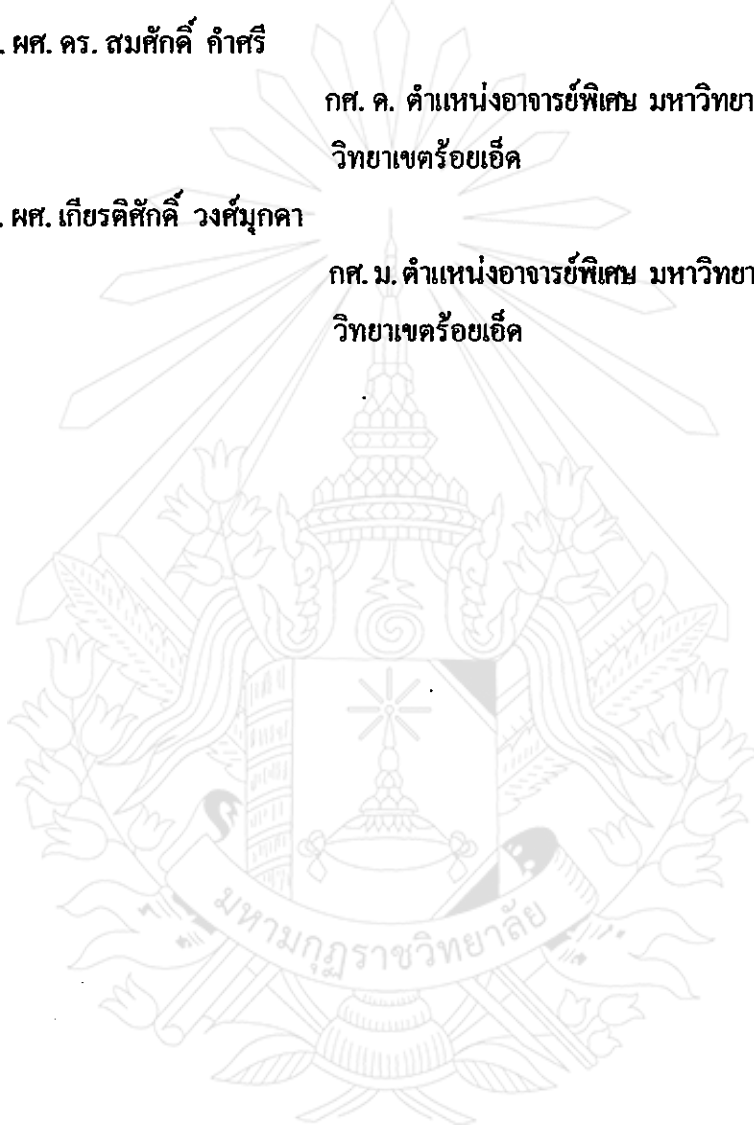 . ผศ. ดร. สมศักดิ์ คำศรี
กศ. ด. ตำแหน่งอาจารย์พิเศษ มหาวิทยา
วิทยาเขตร้อยเอ็ด
. ผศ. เกียรติศักดิ์ วงศ์มุกดา
กศ. ม. ตำแหน่งอาจารย์พิเศษ มหาวิทยา
วิทยาเขตร้อยเอ็ด
มหามกุฏราชวิทยาลัย